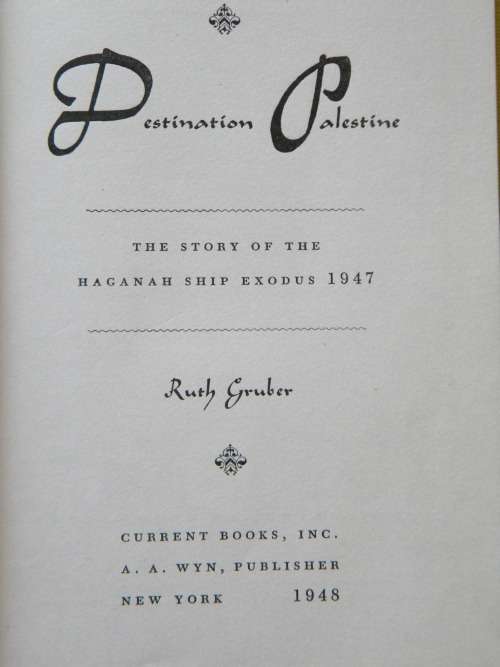 Destination Palestine
THE STORY OF THE
HAGANAH SHIP EXODUS 1947
Ruth Gruber
CURRENT BOOKS, INC.
A. A. WYN, PUBLISHER
NEW YORK 1948